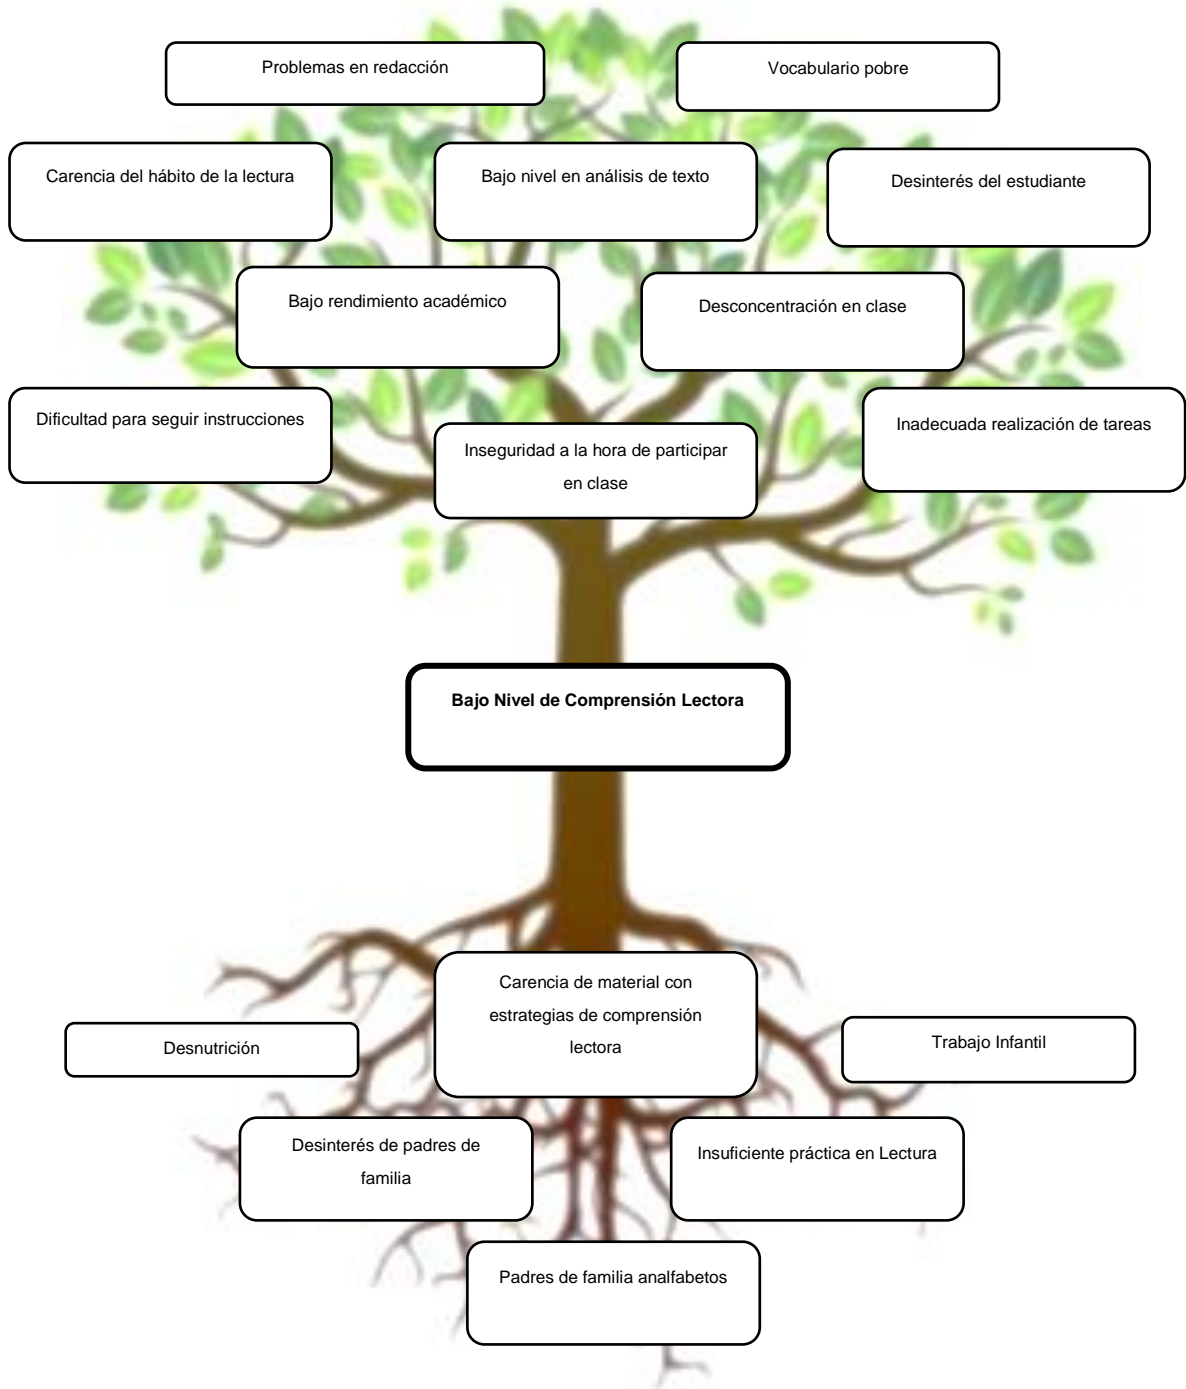 Problemas en redacción
Vocabulario pobre
Carencia del hábito de la lectura
Bajo nivel en análisis de texto
Desinterés del estudiante
Bajo rendimiento académico
Desconcentración en clase
Dificultad para seguir instrucciones
Inseguridad a la hora de participar
en clase
Inadecuada realización de tareas
Bajo Nivel de Comprensión Lectora
Carencia de material con
estrategias de comprensión
lectora
Desnutrición
Trabajo Infantil
Desinterés de padres de
familia
Insuficiente práctica en Lectura
Padres de familia analfabetos